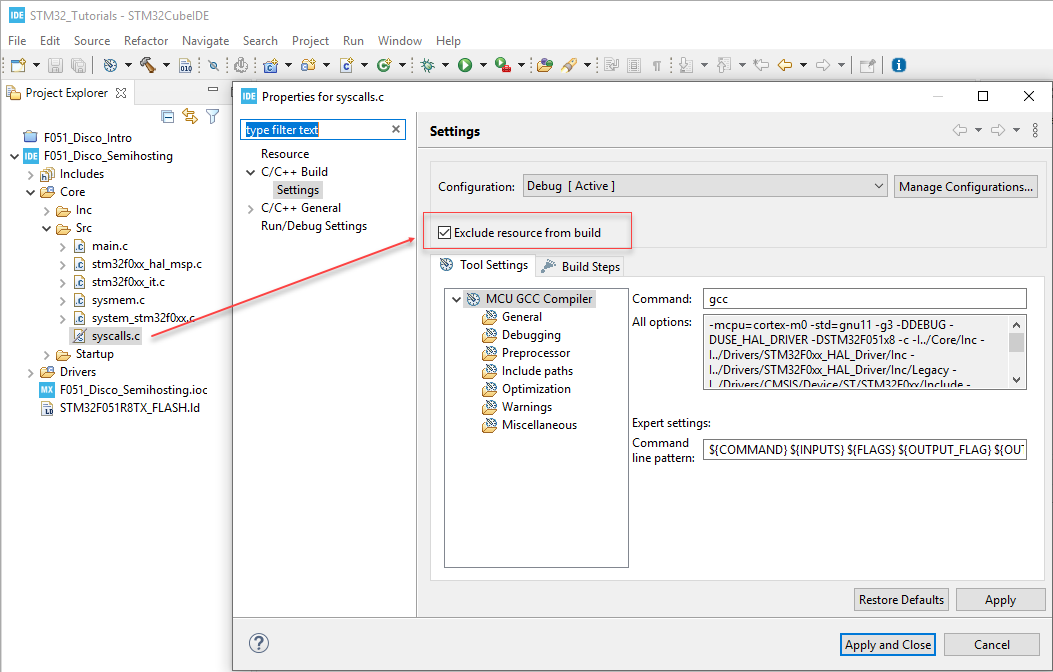 IDE STM32_Tutorials - STM32CubeIDE
File Edit Source Refactor Navigate Search Project Run Window Help
010
Project Explorer
F051_Disco_Intro
IDE F051_Disco_Semihosting
Includes
Core
Inc
Src
main.c
stm32f0xx_hal_msp.c
stm32f0xx_it.c
sysmem.c
system_stm32f0xx.c
syscalls.c
Startup
Drivers
MX F051_Disco_Semihosting.ioc
STM32F051R8TX_FLASH.ld
IDE Properties for syscalls.c
type filter text
Resource
C/C++ Build
Settings
C/C++ General
Run/Debug Settings
Settings
Configuration: Debug [ Active ] Manage Configurations...
Exclude resource from build
Tool Settings Build Steps
MCU GCC Compiler
General
Debugging
Preprocessor
Include paths
Optimization
Warnings
Miscellaneous
Command: gcc
All options: -mcpu=cortex-m0 -std=gnu11 -g3 -DDEBUG -
DUSE_HAL_DRIVER -DSTM32F051x8 -c -I../Core/Inc -
I../Drivers/STM32F0xx_HAL_Driver/Inc -
I../Drivers/STM32F0xx_HAL_Driver/Inc/Legacy -
I../Drivers/CMSIS/Device/ST/STM32F0xx/Include -
Expert settings:
Command
line pattern: ${COMMAND} ${INPUTS} ${FLAGS} ${OUTPUT_FLAG} ${OUT
Restore Defaults Apply
Apply and Close Cancel